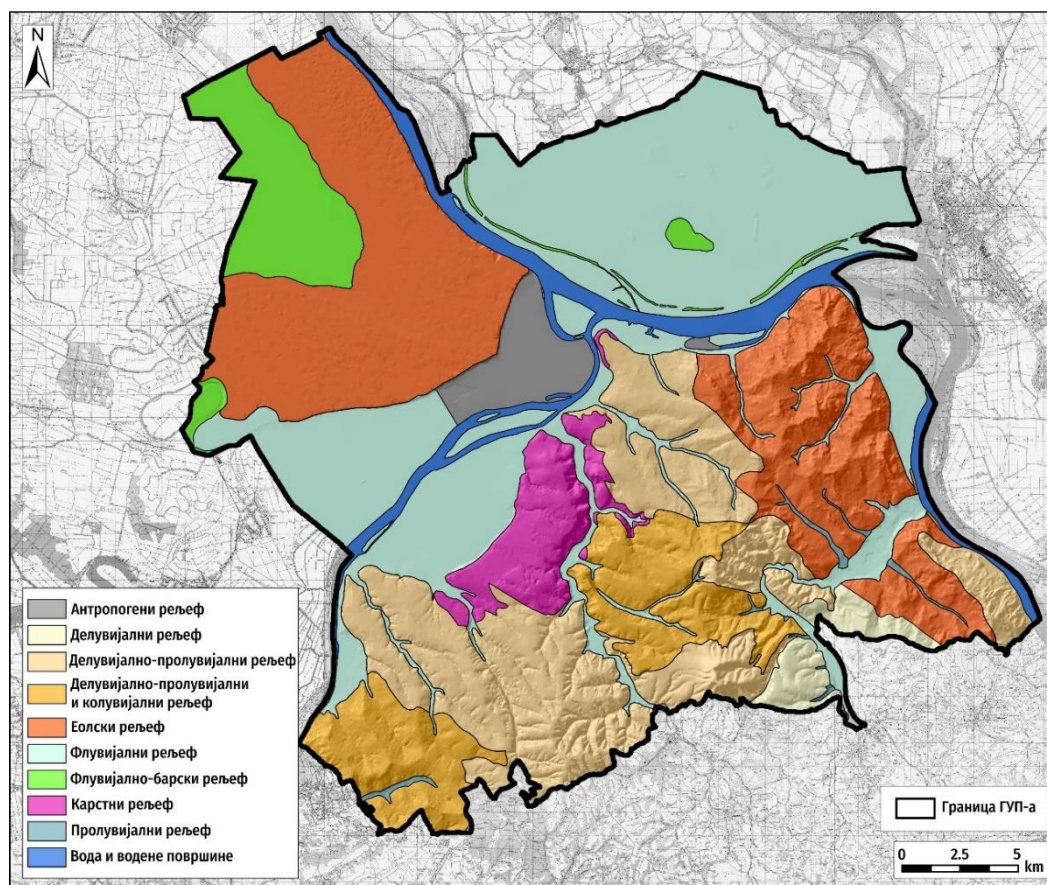 N
Антропогени рељеф
Делувијални рељеф
Делувијално-пролувијални рељеф
Делувијално-пролувијални
и колувијални рељеф
Еолски рељеф
Флувијални рељеф
Флувијално-барски рељеф
Карстни рељеф
Пролувијални рељеф
Вода и водене површине
Граница ГУП-а
0 2.5 5
km